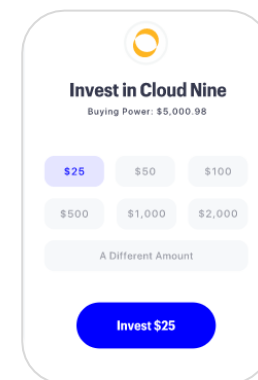 Invest in Cloud Nine
Buying Power: $5,000.98
$25 $50 $100
$500 $1,000 $2,000
A Different Amount
Invest $25